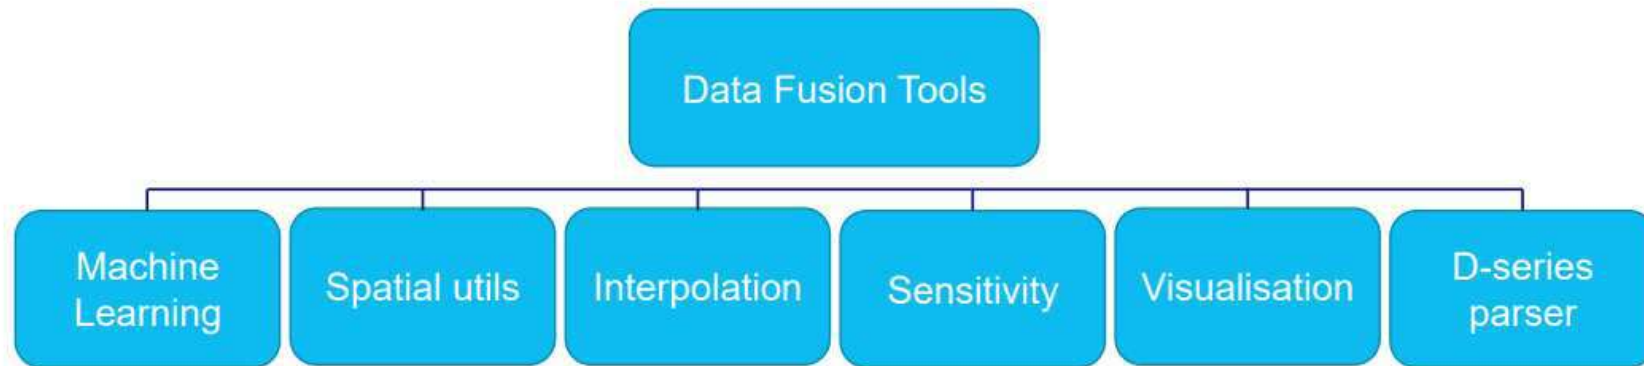 Data Fusion Tools
Machine
Learning
Spatial utils
Interpolation
Sensitivity
Visualisation
D-series
parser